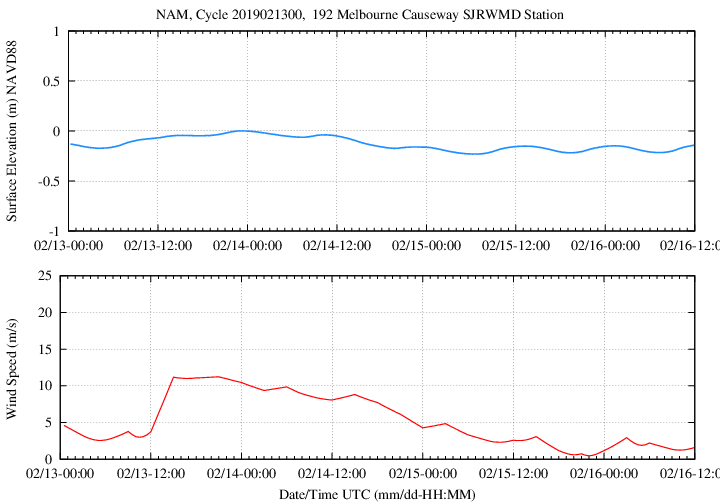 NAM, Cycle 2019021300,  192 Melbourne Causeway SJRWMD Station
Surface Elevation (m) NAVD88
1
0.5
0
-0.5
-1
02/13-00:00 02/13-12:00 02/14-00:00 02/14-12:00 02/15-00:00 02/15-12:00 02/16-00:00 02/16-12:0
Wind Speed (m/s)
25
20
15
10
5
0
02/13-00:00 02/13-12:00 02/14-00:00 02/14-12:00 02/15-00:00 02/15-12:00 02/16-00:00 02/16-12:0
Date/Time UTC (mm/dd-HH:MM)